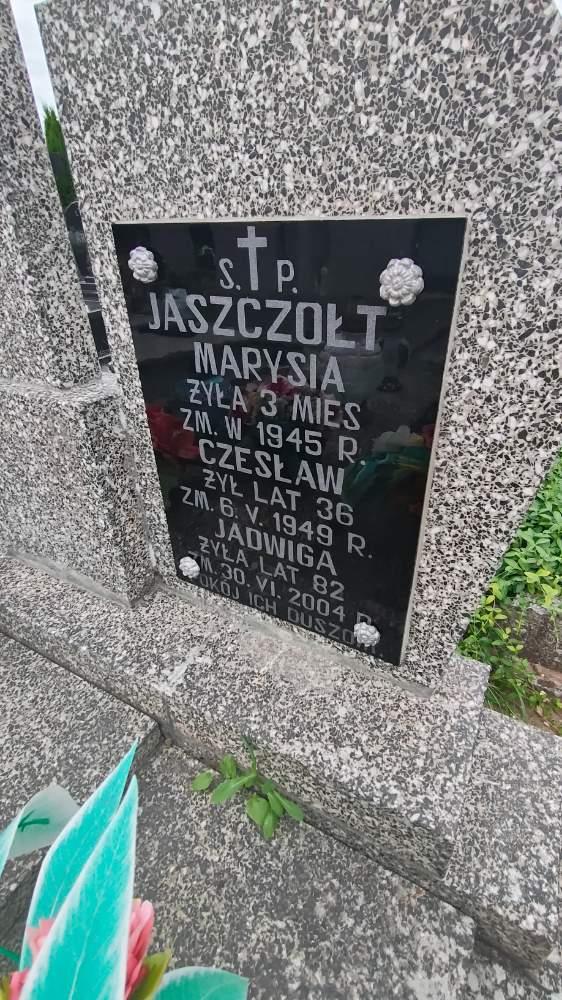 Ś.P.
JASZCZOŁT
MARYSIA
ŻYŁA 3 MIES
ZM. W 1945 R.
CZESŁAW
ŻYŁ LAT 36
ZM. 6. V. 1949 R.
JADWIGA
ŻYŁA LAT 82
ZM. 30. VI. 2004 R.
POKÓJ ICH DUSZOM